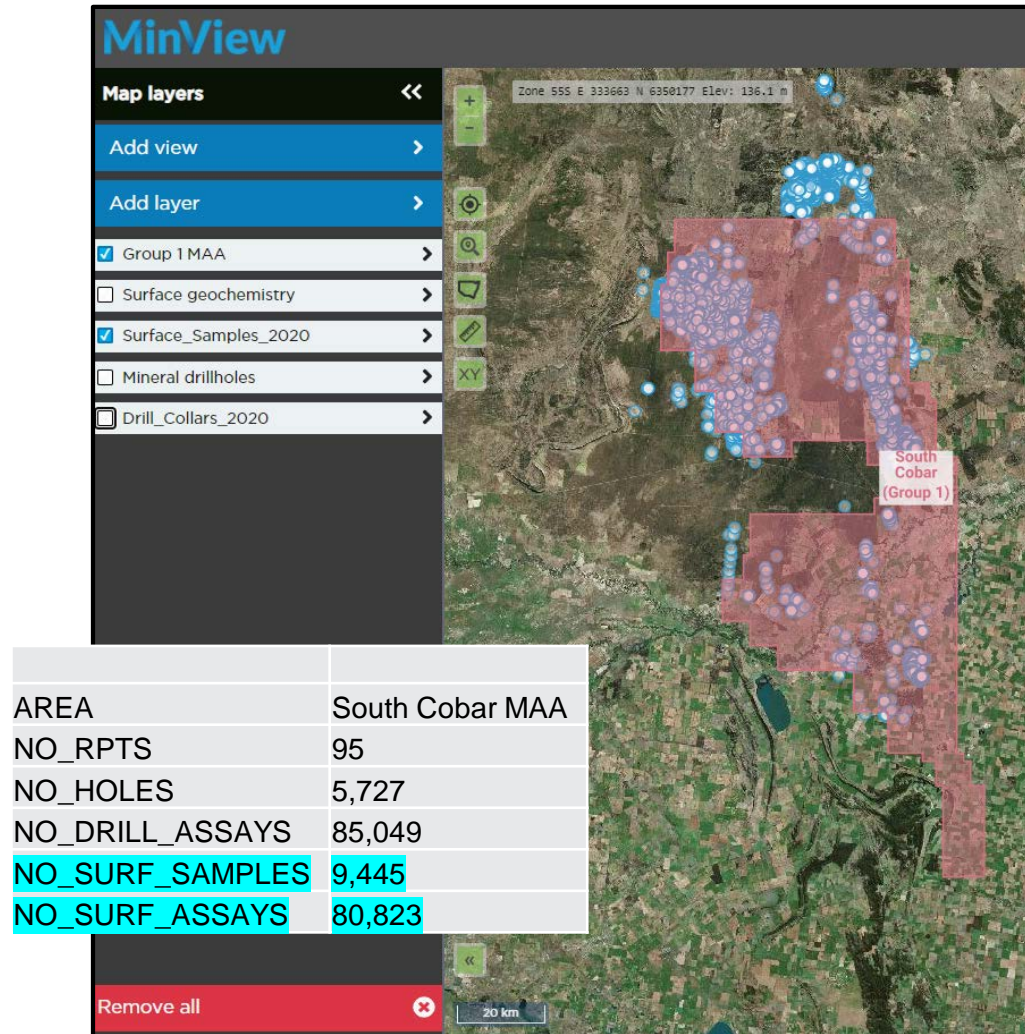 MinView
Map layers
Zone 55S E 333663 N 6350177 Elev: 136.1 m
+
-
Add view
Add layer
Group 1 MAA
Surface geochemistry
Surface_Samples_2020
Mineral drillholes
XY
Drill_Collars_2020
South
Cobar
(Group 1)
AREA South Cobar MAA
NO_RPTS 95
NO_HOLES 5,727
NO_DRILL_ASSAYS 85,049
NO_SURF_SAMPLES 9,445
NO_SURF_ASSAYS 80,823
Remove all
20 km